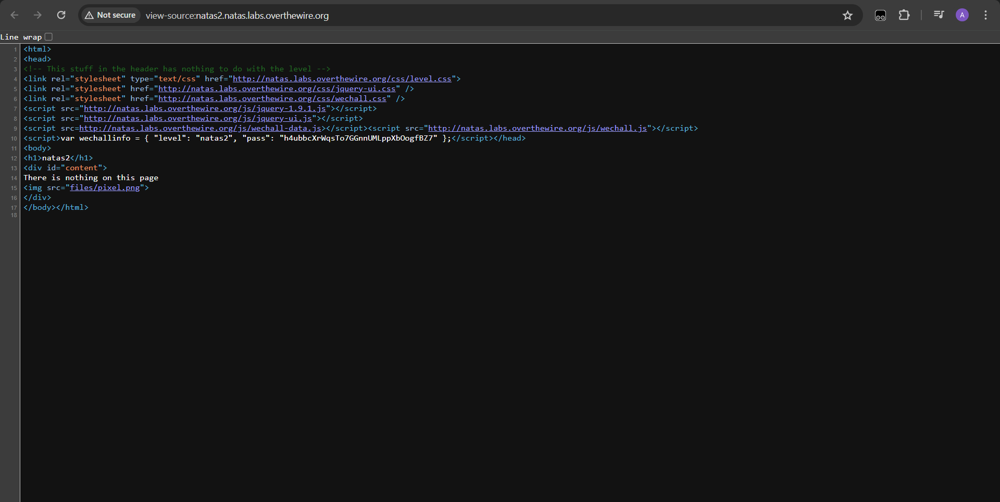 Not secure view-source:natas2.natas.labs.overthewire.org A
Line wrap
1 <html>
2 <head>
3 <!-- This stuff in the header has nothing to do with the level -->
4 <link rel="stylesheet" type="text/css" href="http://natas.labs.overthewire.org/css/level.css">
5 <link rel="stylesheet" href="http://natas.labs.overthewire.org/css/jquery-ui.css" />
6 <link rel="stylesheet" href="http://natas.labs.overthewire.org/css/wechall.css" />
7 <script src="http://natas.labs.overthewire.org/js/jquery-1.9.1.js"></script>
8 <script src="http://natas.labs.overthewire.org/js/jquery-ui.js"></script>
9 <script src=http://natas.labs.overthewire.org/js/wechall-data.js></script><script src="http://natas.labs.overthewire.org/js/wechall.js"></script>
10 <script>var wechallinfo = { "level": "natas2", "pass": "h4ubbcXrWqsTo7GGnnUMLppXbOogfBZ7" };</script></head>
11 <body>
12 <h1>natas2</h1>
13 <div id="content">
14 There is nothing on this page
15 <img src="files/pixel.png">
16 </div>
17 </body></html>
18